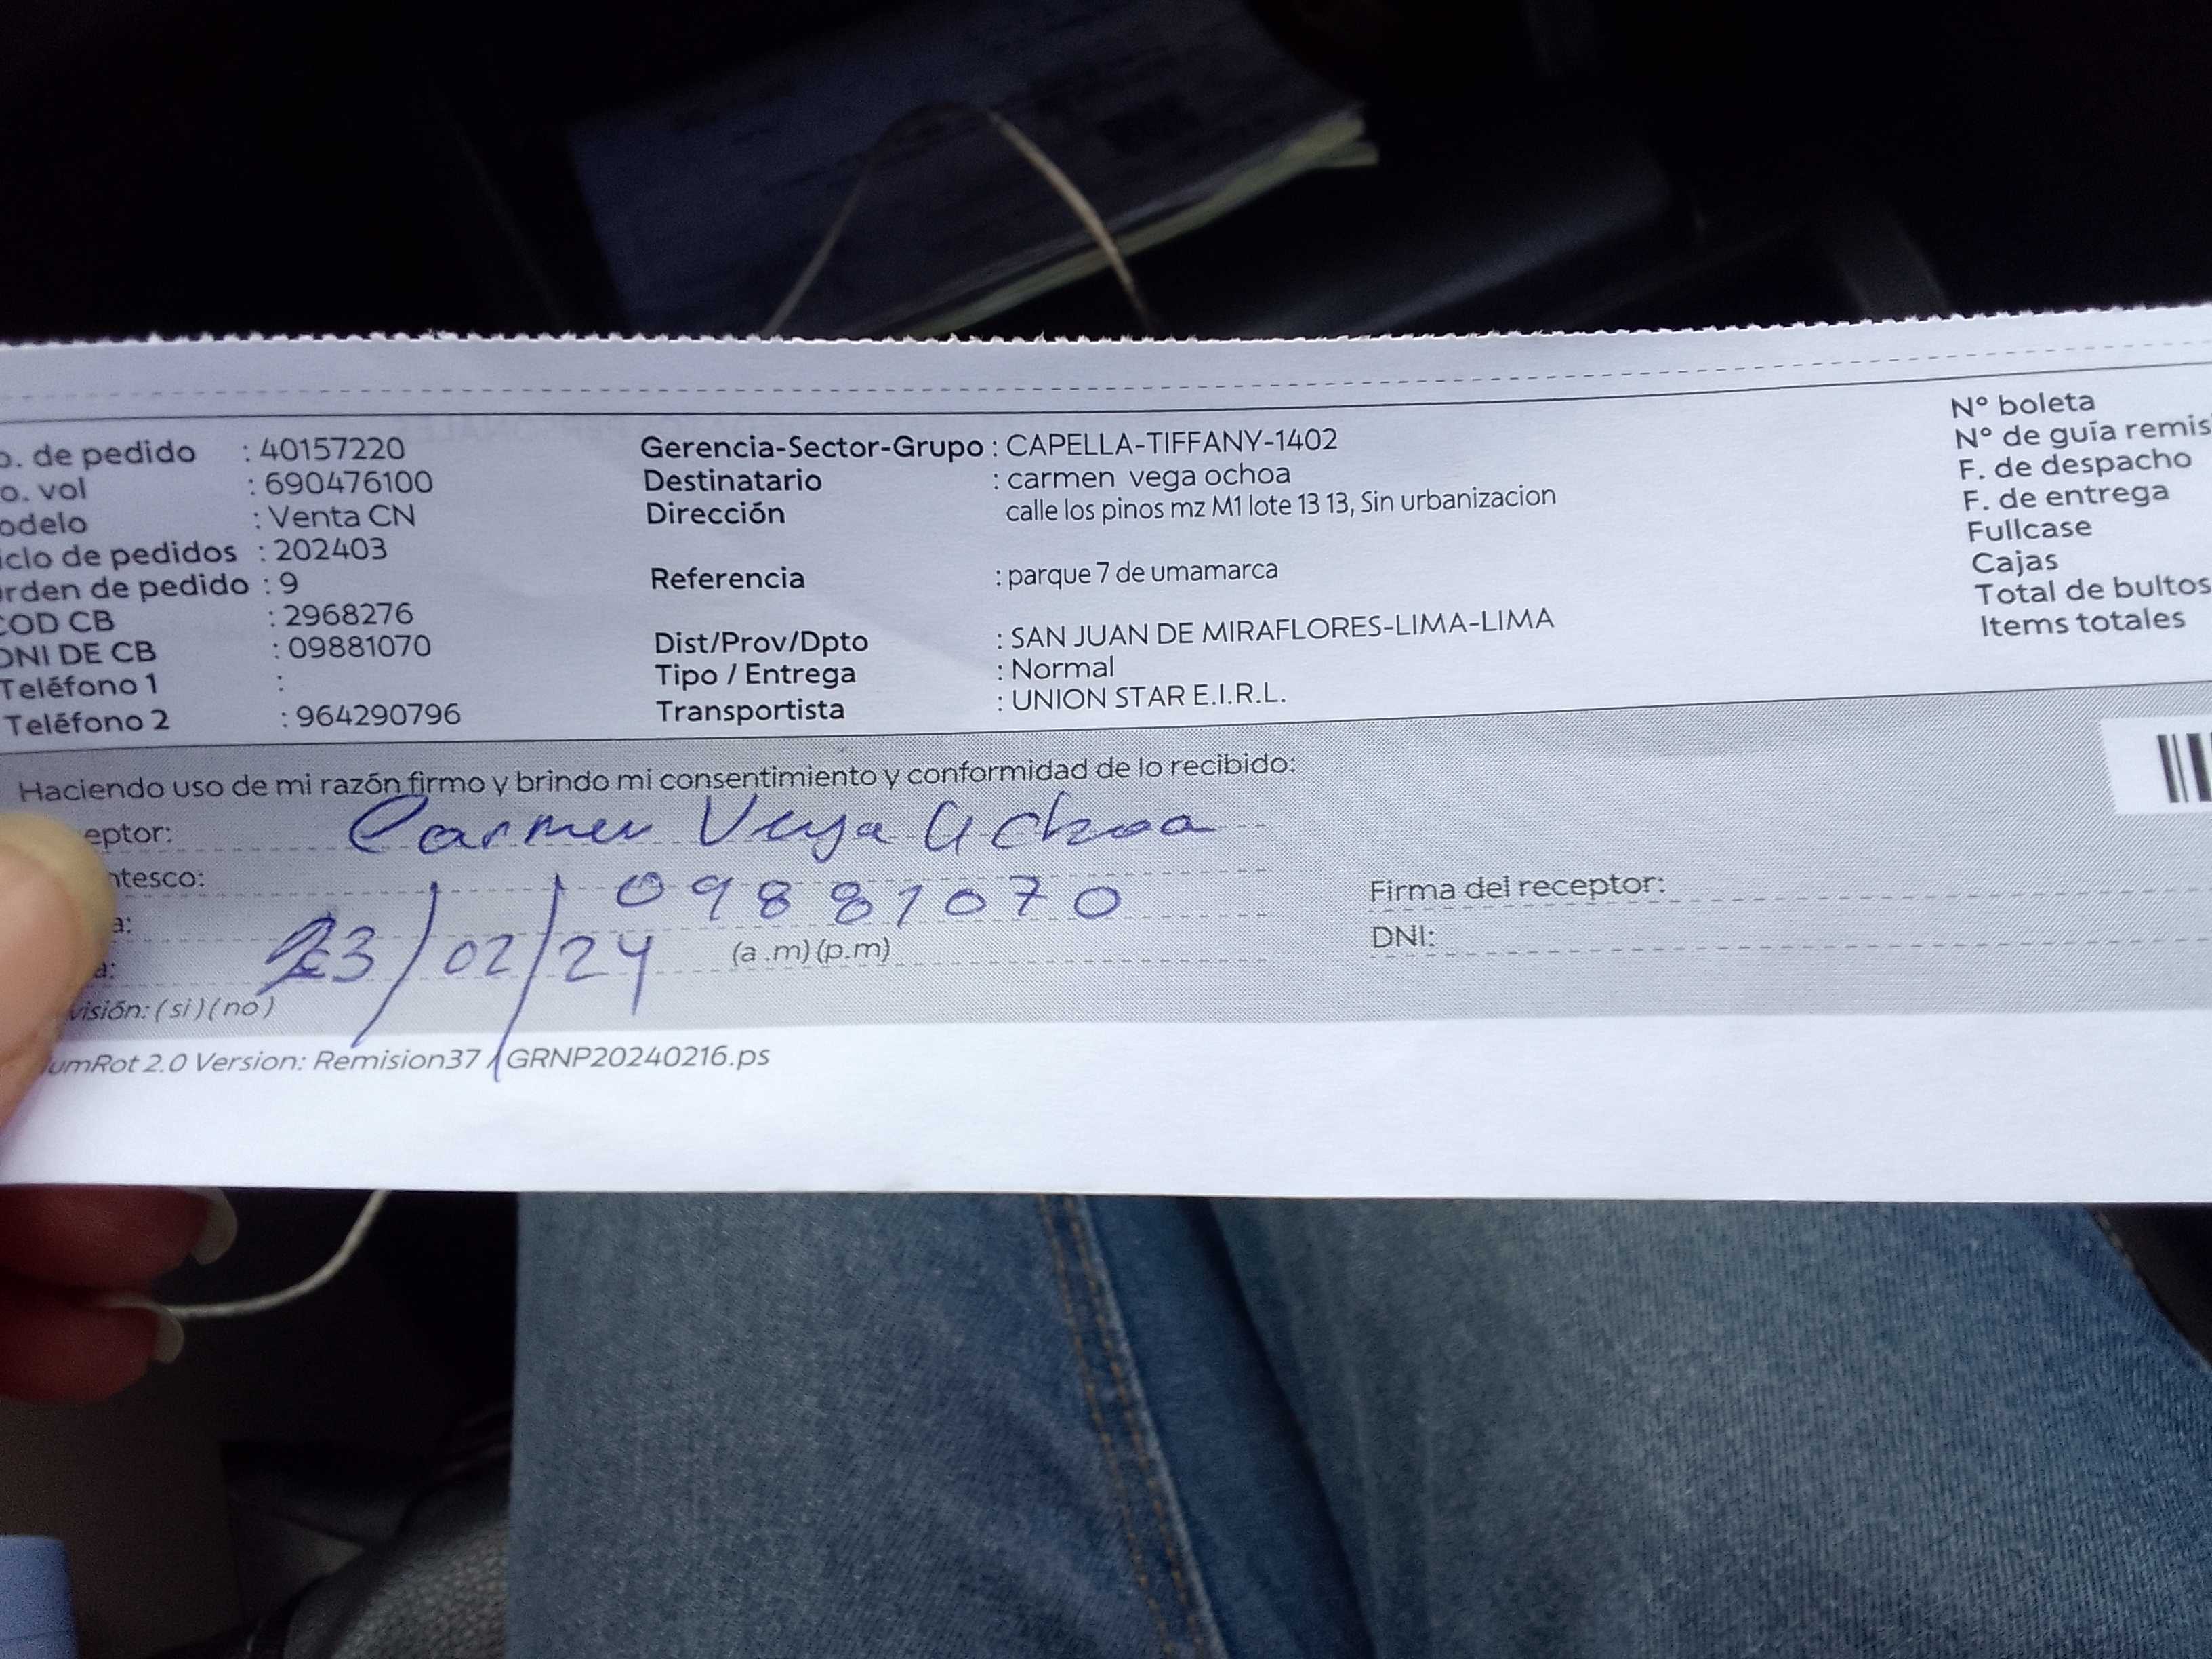 o. de pedido : 40157220
o. vol : 690476100
odelo : Venta CN
iclo de pedidos : 202403
rden de pedido : 9
COD CB : 2968276
DNI DE CB : 09881070
Teléfono 1 :
Teléfono 2 : 964290796
Gerencia-Sector-Grupo : CAPELLA-TIFFANY-1402
Destinatario : carmen vega ochoa
Dirección calle los pinos mz M1 lote 13 13, Sin urbanizacion
Referencia : parque 7 de umamarca
Dist/Prov/Dpto : SAN JUAN DE MIRAFLORES-LIMA-LIMA
Tipo / Entrega : Normal
Transportista : UNION STAR E.I.R.L.
N° boleta
N° de guía remis
F. de despacho
F. de entrega
Fullcase
Cajas
Total de bultos
Items totales
Haciendo uso de mi razón firmo y brindo mi consentimiento y conformidad de lo recibido:
eptor: Carmen Vega Ochoa
ntesco: 09881070
a:
a: 23/02/24 (a .m) (p.m)
visión: ( si ) ( no )
Firma del receptor:
DNI:
umRot 2.0 Version: Remision37 / GRNP20240216.ps